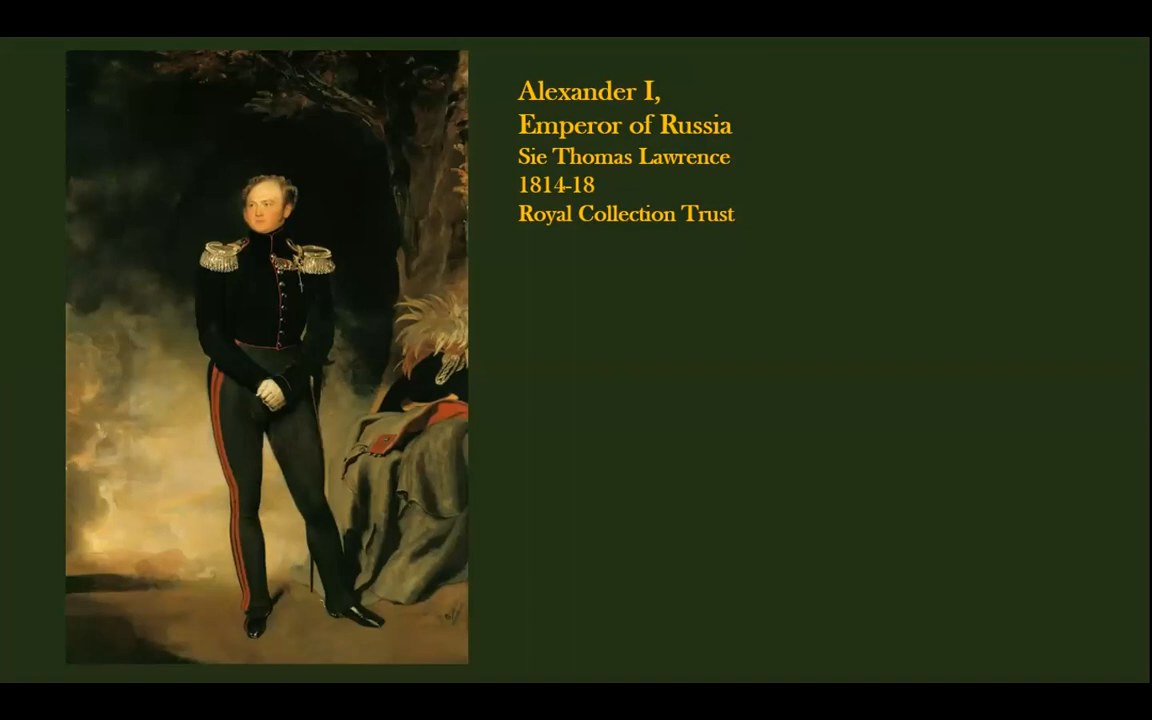 Alexander I,
Emperor of Russia
Sie Thomas Lawrence
1814-18
Royal Collection Trust